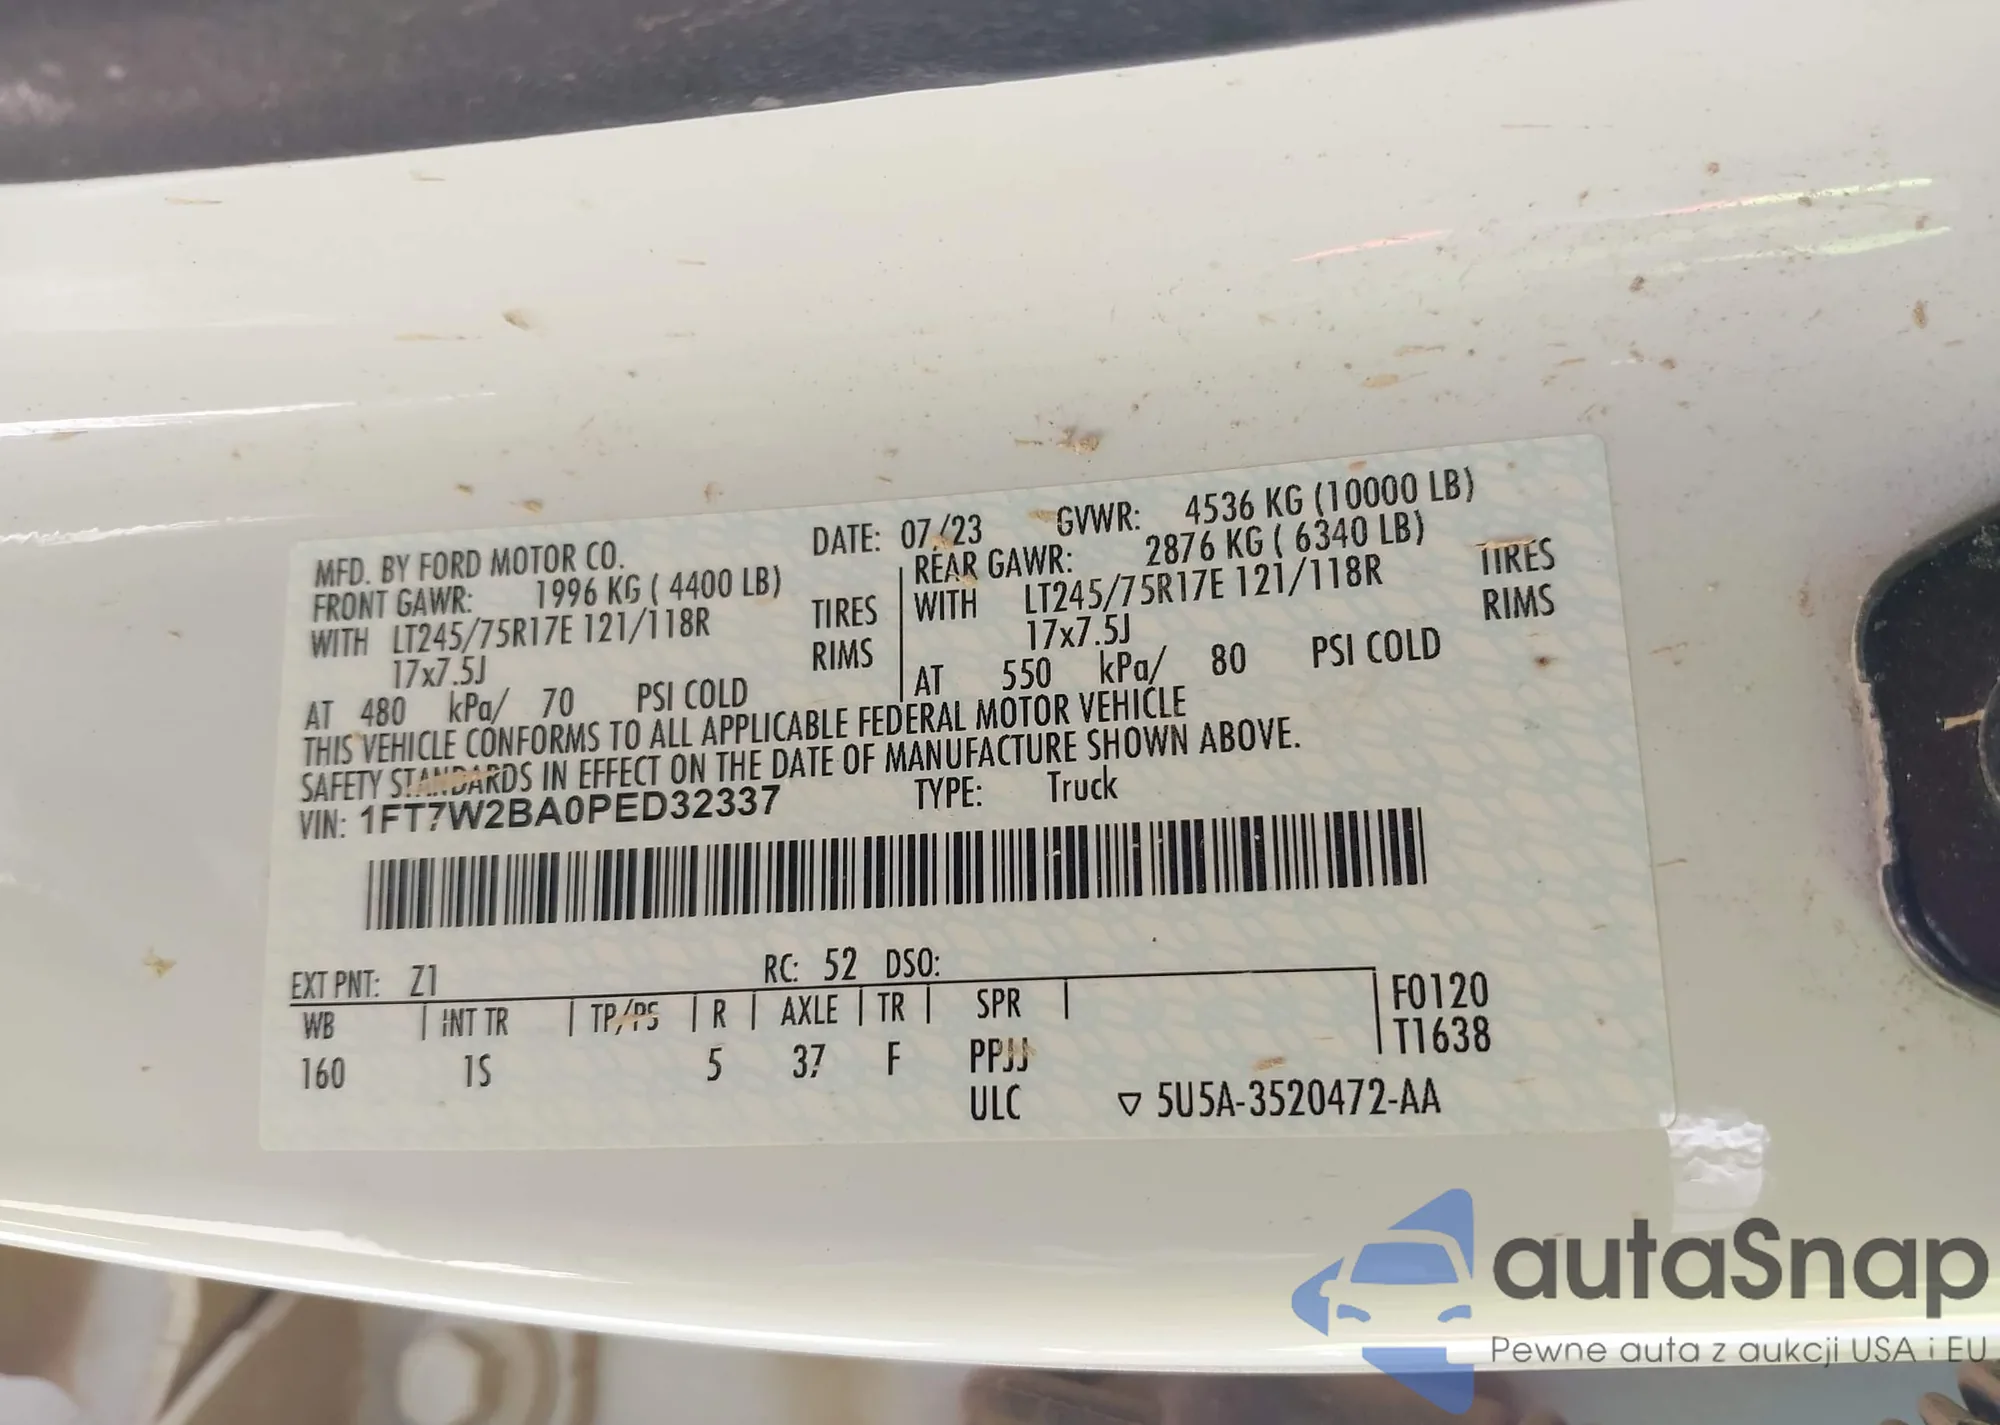 MFD. BY FORD MOTOR CO. DATE: 07/23 GVWR: 4536 KG (10000 LB)
FRONT GAWR: 1996 KG ( 4400 LB) REAR GAWR: 2876 KG ( 6340 LB)
WITH LT245/75R17E 121/118R TIRES WITH LT245/75R17E 121/118R TIRES
17x7.5J RIMS 17x7.5J RIMS
AT 480 kPa/ 70 PSI COLD AT 550 kPa/ 80 PSI COLD
THIS VEHICLE CONFORMS TO ALL APPLICABLE FEDERAL MOTOR VEHICLE
SAFETY STANDARDS IN EFFECT ON THE DATE OF MANUFACTURE SHOWN ABOVE.
VIN: 1FT7W2BA0PED32337 TYPE: Truck
EXT PNT: Z1 RC: 52 DSO:
WB INT TR TP/PS R AXLE TR SPR F0120
160 1S 5 37 F PPJJ T1638
ULC ▽ 5U5A-3520472-AA
autaSnap
Pewne auta z aukcji USA i EU